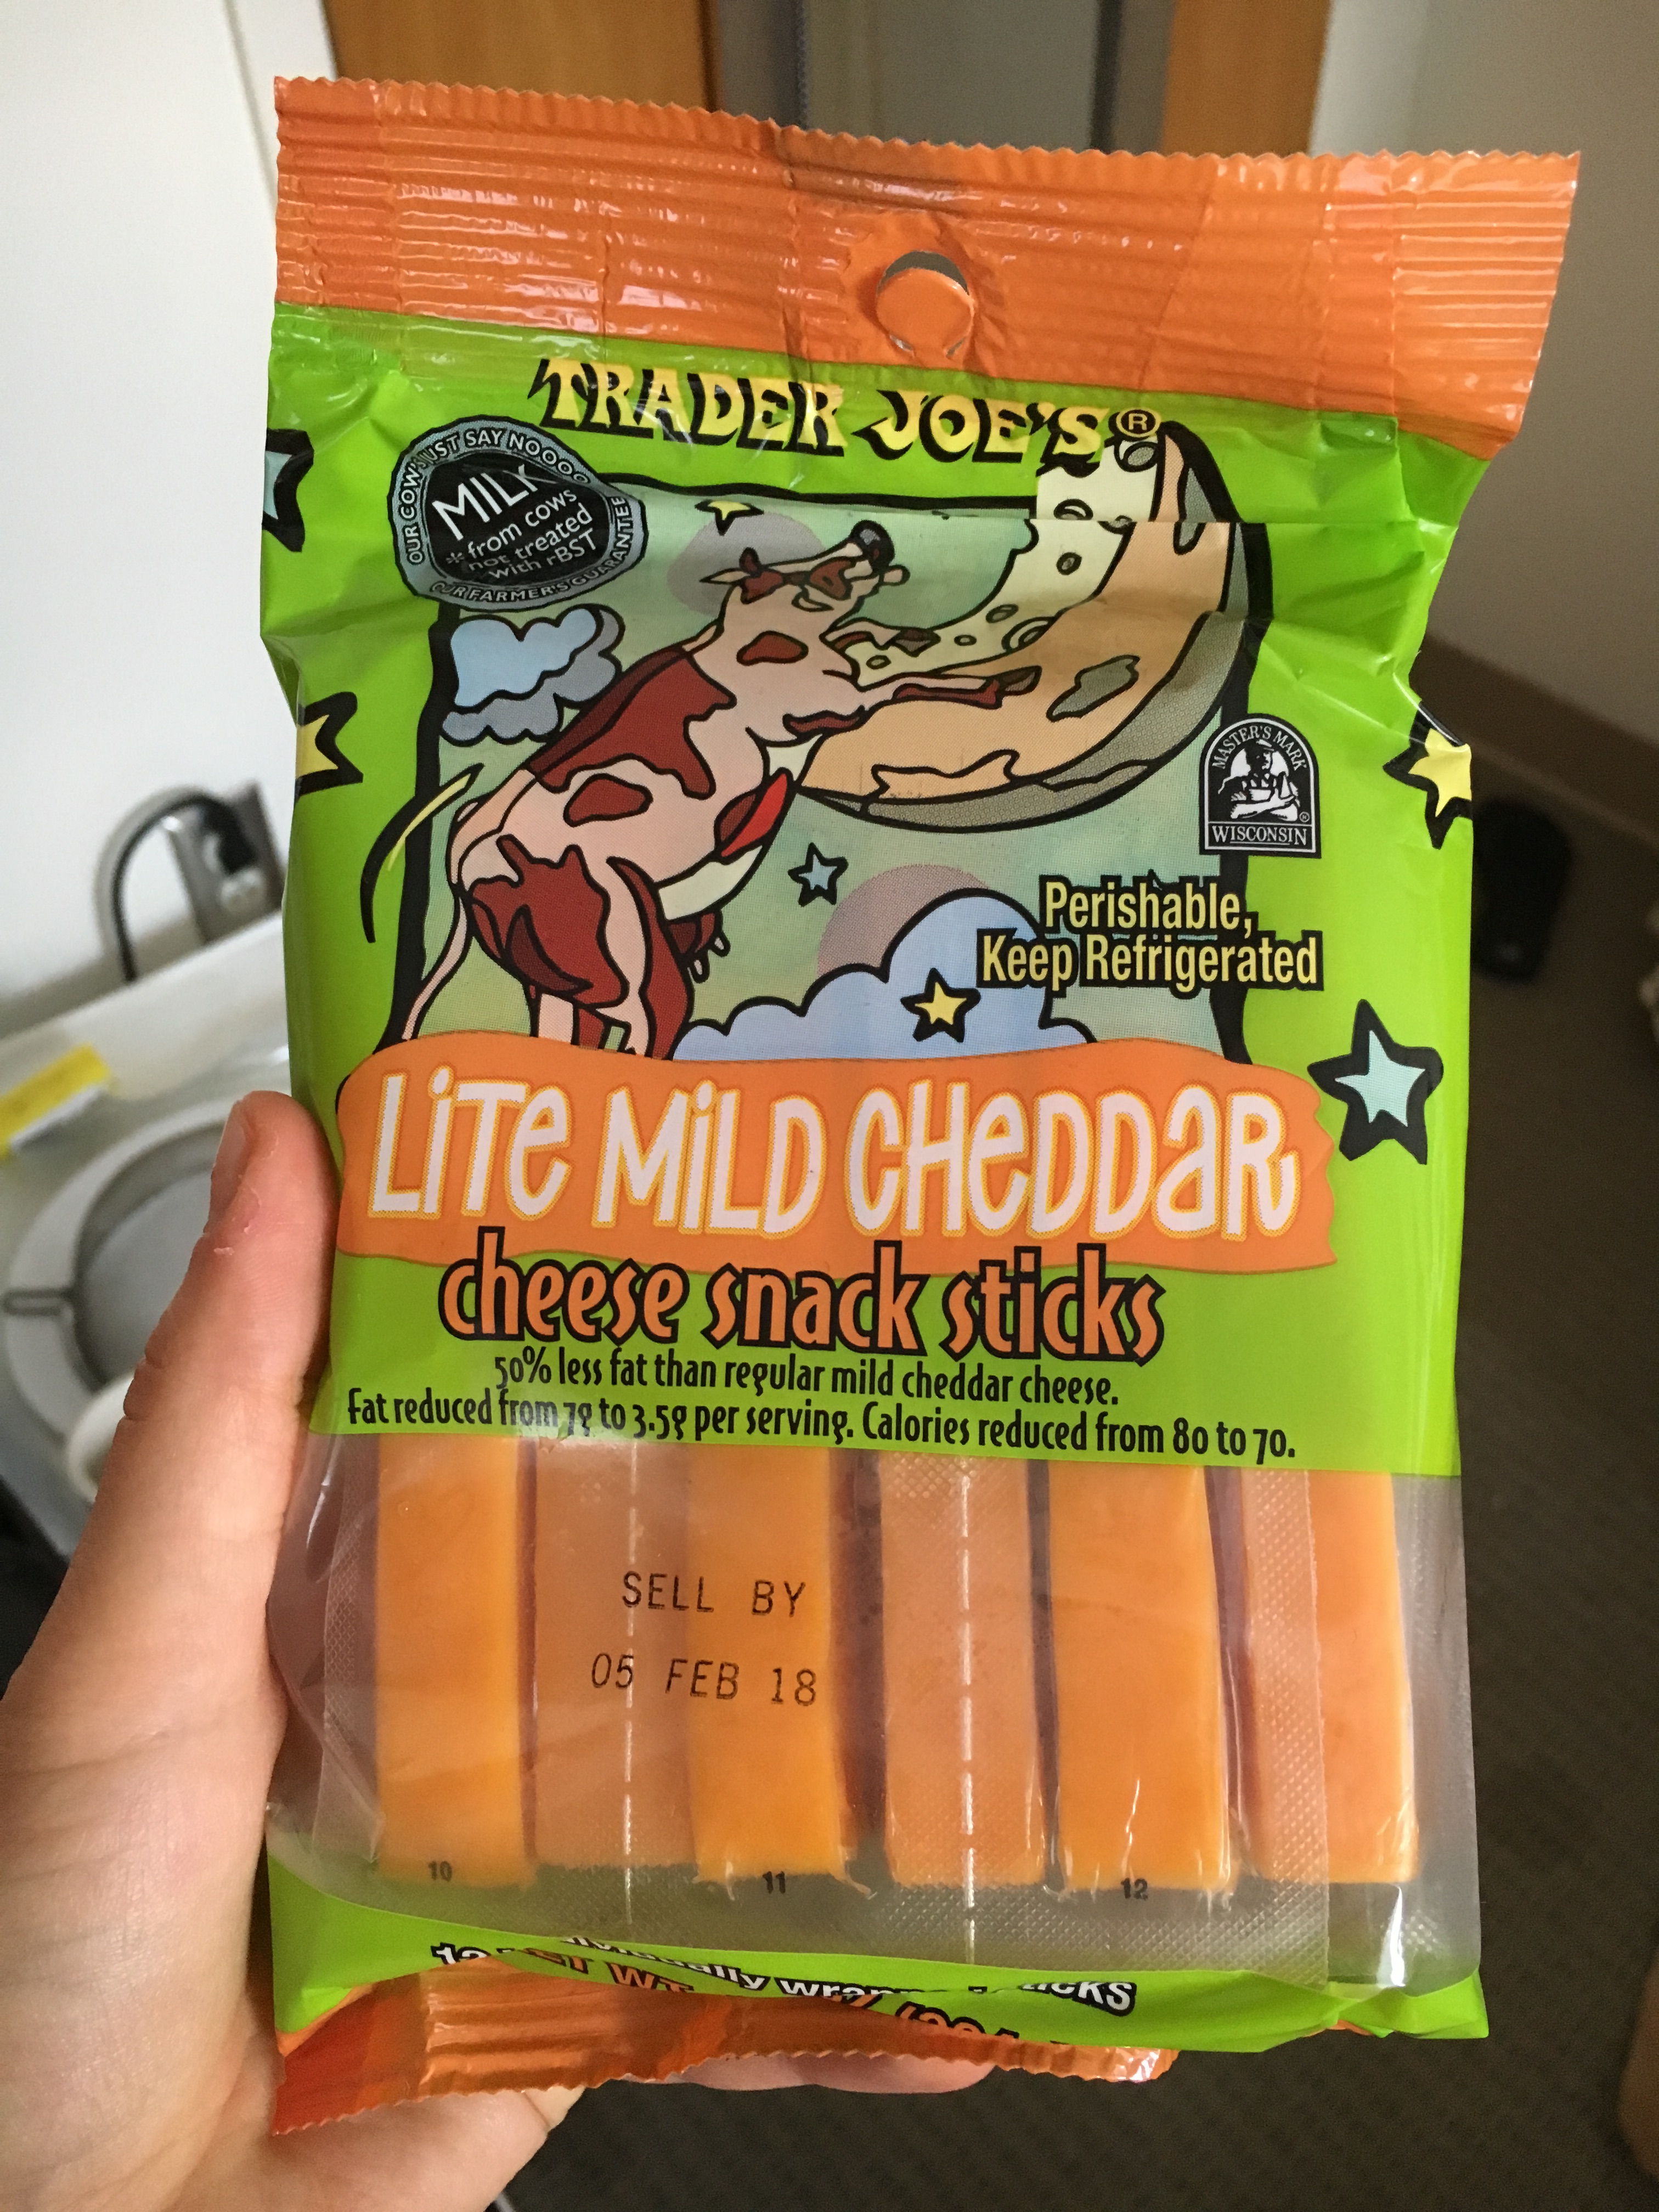 TRADER JOE'S®
OUR COWS JUST SAY NOOOO
MILK
*from cows
not treated
with rBST
OUR FARMER'S GUARANTEE
MASTER'S MARK
®
WISCONSIN
Perishable,
Keep Refrigerated
LiTe MiLD CHeDDaR
cheese snack sticks
50% less fat than regular mild cheddar cheese.
Fat reduced from 7g to 3.5g per serving. Calories reduced from 80 to 70.
SELL BY
05 FEB 18
10 11 12